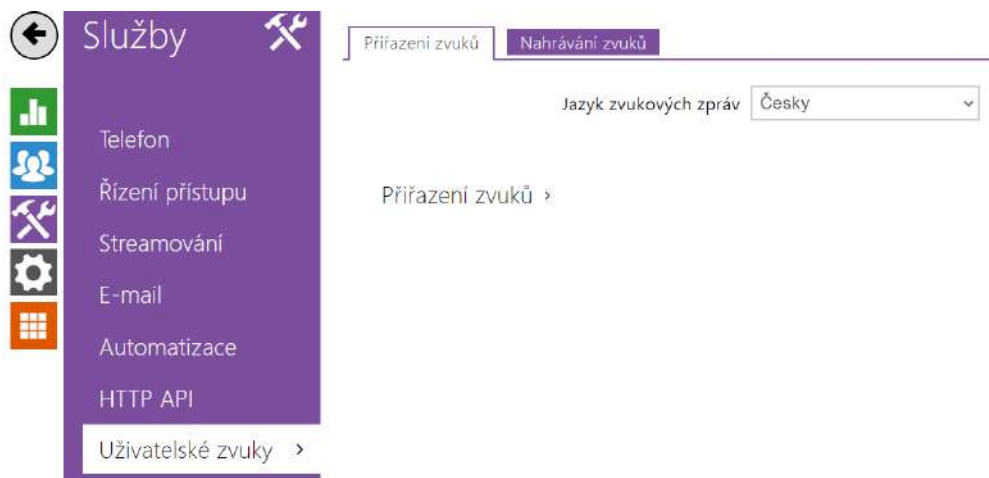 Služby
Telefon
Řízení přístupu
Streamování
E-mail
Automatizace
HTTP API
Uživatelské zvuky
Přiřazení zvuků
Nahrávání zvuků
Jazyk zvukových zpráv
Česky
Přiřazení zvuků